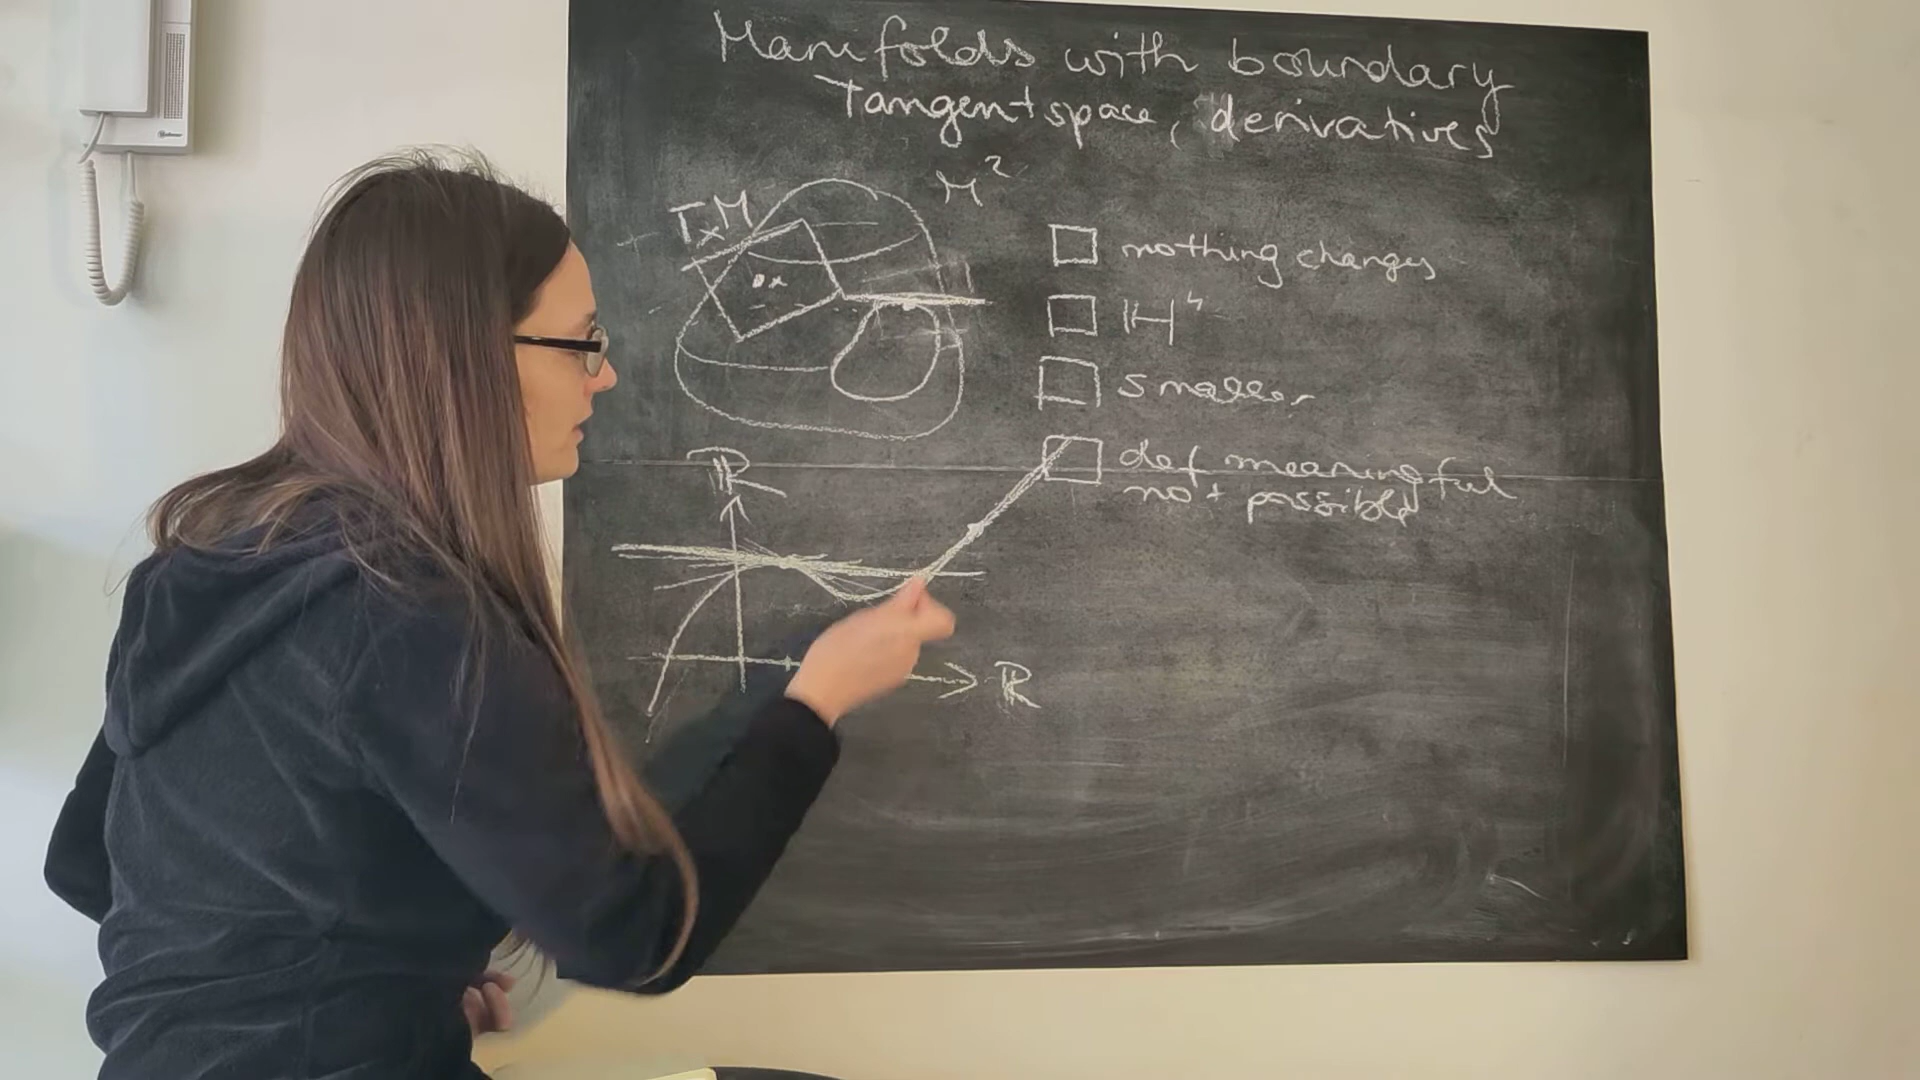 Manifolds with boundary
Tangent space, derivatives
M²
TₓM
x
nothing changes
ℍⁿ
smaller
def meaningful
not possible
ℝ
ℝ